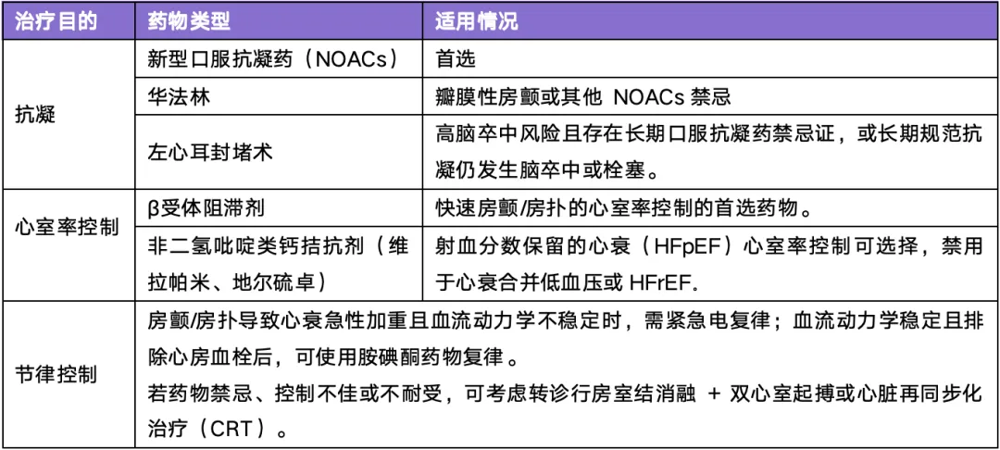 治疗目的 药物类型 适用情况
抗凝
新型口服抗凝药（NOACs） 首选
华法林 瓣膜性房颤或其他 NOACs 禁忌
左心耳封堵术
高脑卒中风险且存在长期口服抗凝药禁忌证，或长期规范抗
凝仍发生脑卒中或栓塞。
心室率控制
β受体阻滞剂 快速房颤/房扑的心室率控制的首选药物。
非二氢吡啶类钙拮抗剂（维
拉帕米、地尔硫卓）
射血分数保留的心衰（HFpEF）心室率控制可选择，禁用
于心衰合并低血压或 HFrEF.
节律控制
房颤/房扑导致心衰急性加重且血流动力学不稳定时，需紧急电复律；血流动力学稳定且排
除心房血栓后，可使用胺碘酮药物复律。
若药物禁忌、控制不佳或不耐受，可考虑转诊行房室结消融 + 双心室起搏或心脏再同步化
治疗（CRT）。